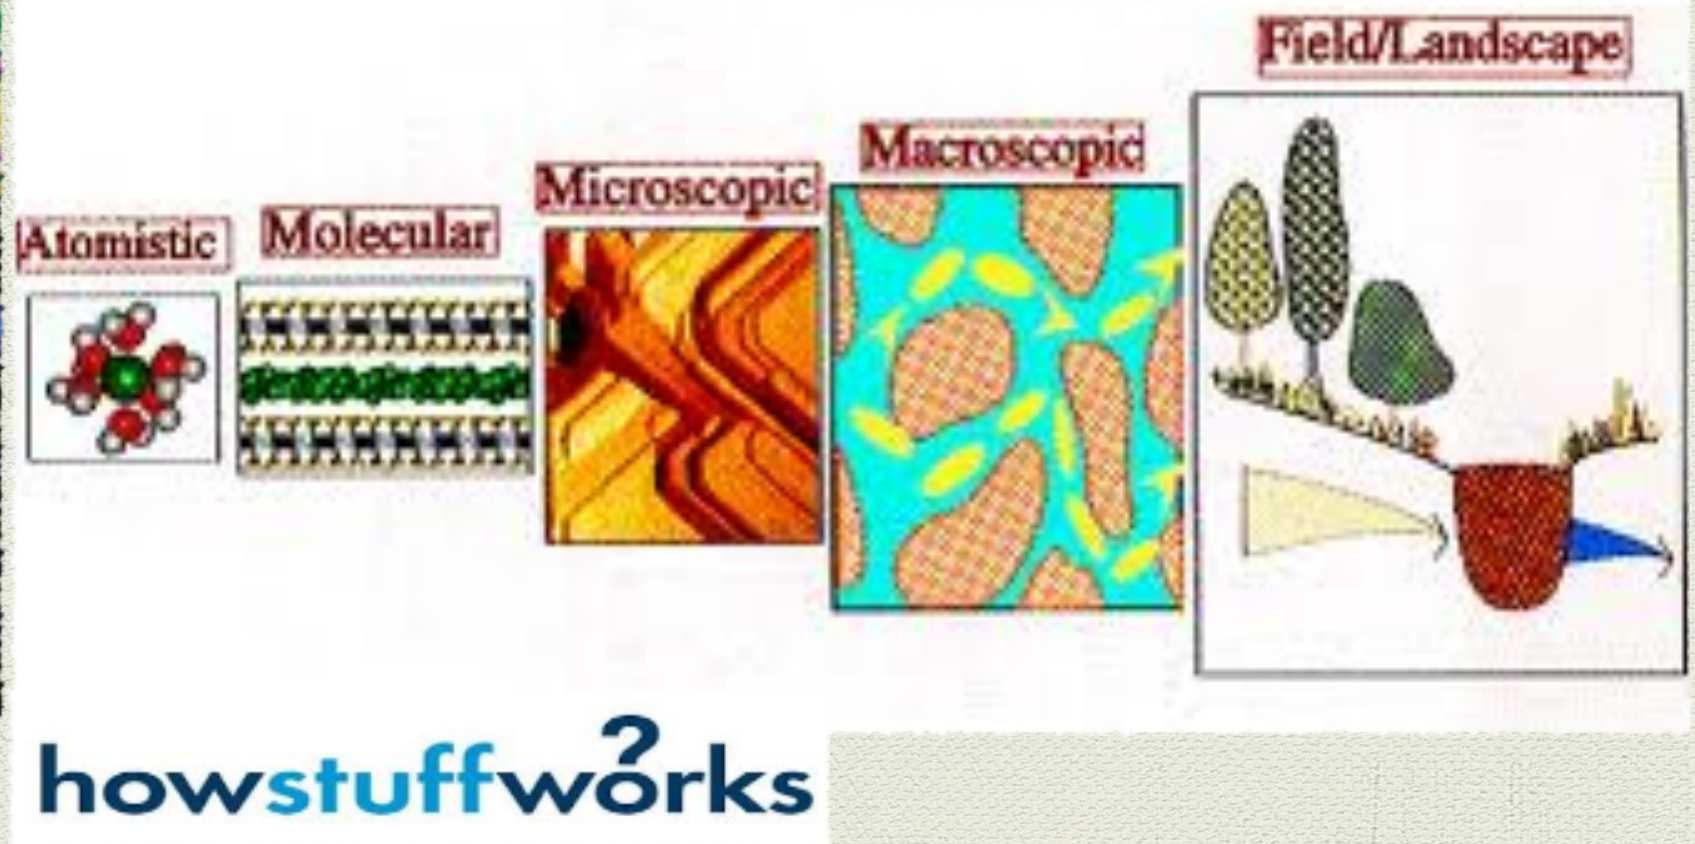 Field/Landscape
Macroscopic
Microscopic
Molecular
Atomistic
howstuffworks
?